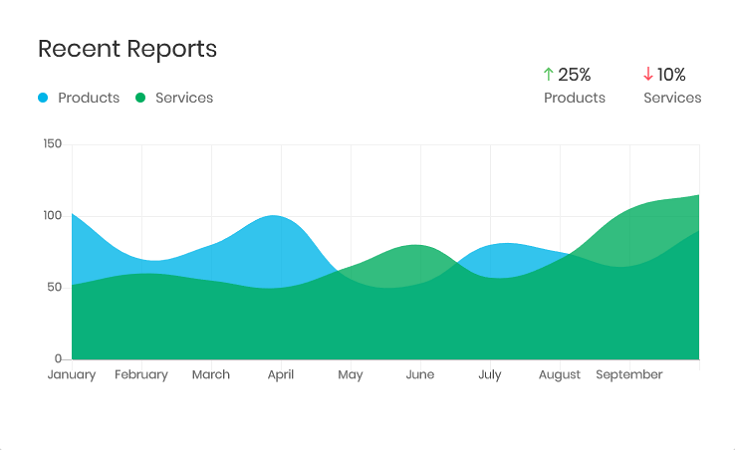 Recent Reports
↑ 25% ↓ 10%
Products Services Products Services
150
100
50
0
January February March April May June July August September